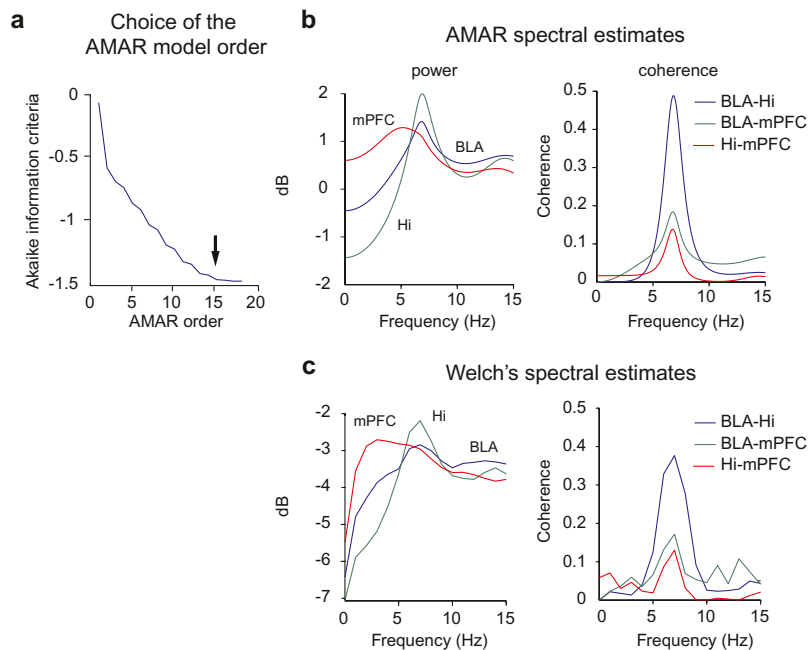 a
Choice of the
AMAR model order
Akaike information criteria
0
-0.5
-1
-1.5
0 5 10 15 20
AMAR order
b
AMAR spectral estimates
power
dB
2
1
0
-1
-2
mPFC
BLA
Hi
0 5 10 15
Frequency (Hz)
coherence
Coherence
0.5
0.4
0.3
0.2
0.1
0
BLA-Hi
BLA-mPFC
Hi-mPFC
0 5 10 15
Frequency (Hz)
c
Welch's spectral estimates
dB
-2
-3
-4
-5
-6
-7
mPFC
Hi
BLA
0 5 10 15
Frequency (Hz)
Coherence
0.5
0.4
0.3
0.2
0.1
0
BLA-Hi
BLA-mPFC
Hi-mPFC
0 5 10 15
Frequency (Hz)